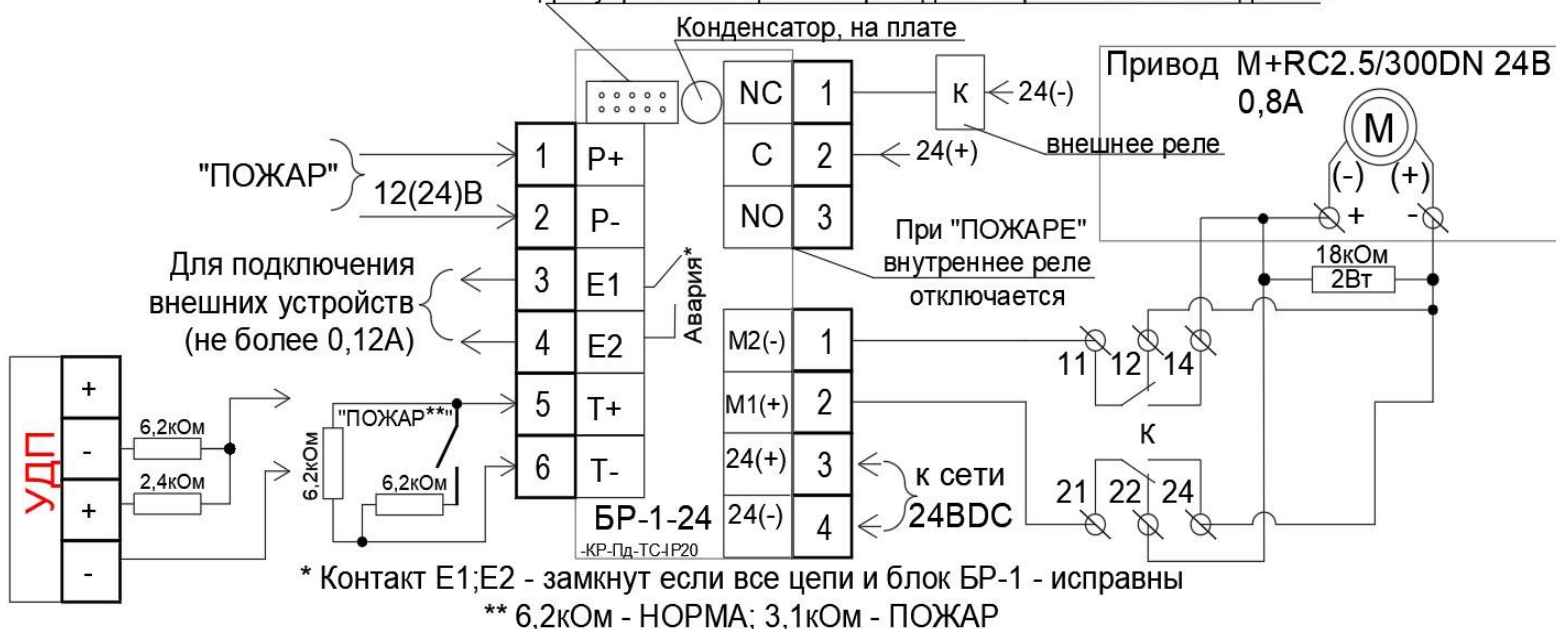 Конденсатор, на плате
Привод М+RC2.5/300DN 24В
0,8А
М
(-) (+)
+ -
18кОм
2Вт
NC 1
C 2
NO 3
К
24(-)
24(+)
внешнее реле
"ПОЖАР"
12(24)В
1 P+
2 P-
3 E1
4 E2
5 T+
6 T-
Авария*
При "ПОЖАРЕ"
внутреннее реле
отключается
Для подключения
внешних устройств
(не более 0,12А)
М2(-) 1
М1(+) 2
24(+) 3
24(-) 4
11 12 14
К
21 22 24
к сети
24ВDC
УДП
+
-
+
-
6,2кОм
2,4кОм
"ПОЖАР**"
6,2кОм
6,2кОм
БР-1-24
-КР-Пд-ТС-IP20
* Контакт Е1;Е2 - замкнут если все цепи и блок БР-1 - исправны
** 6,2кОм - НОРМА; 3,1кОм - ПОЖАР